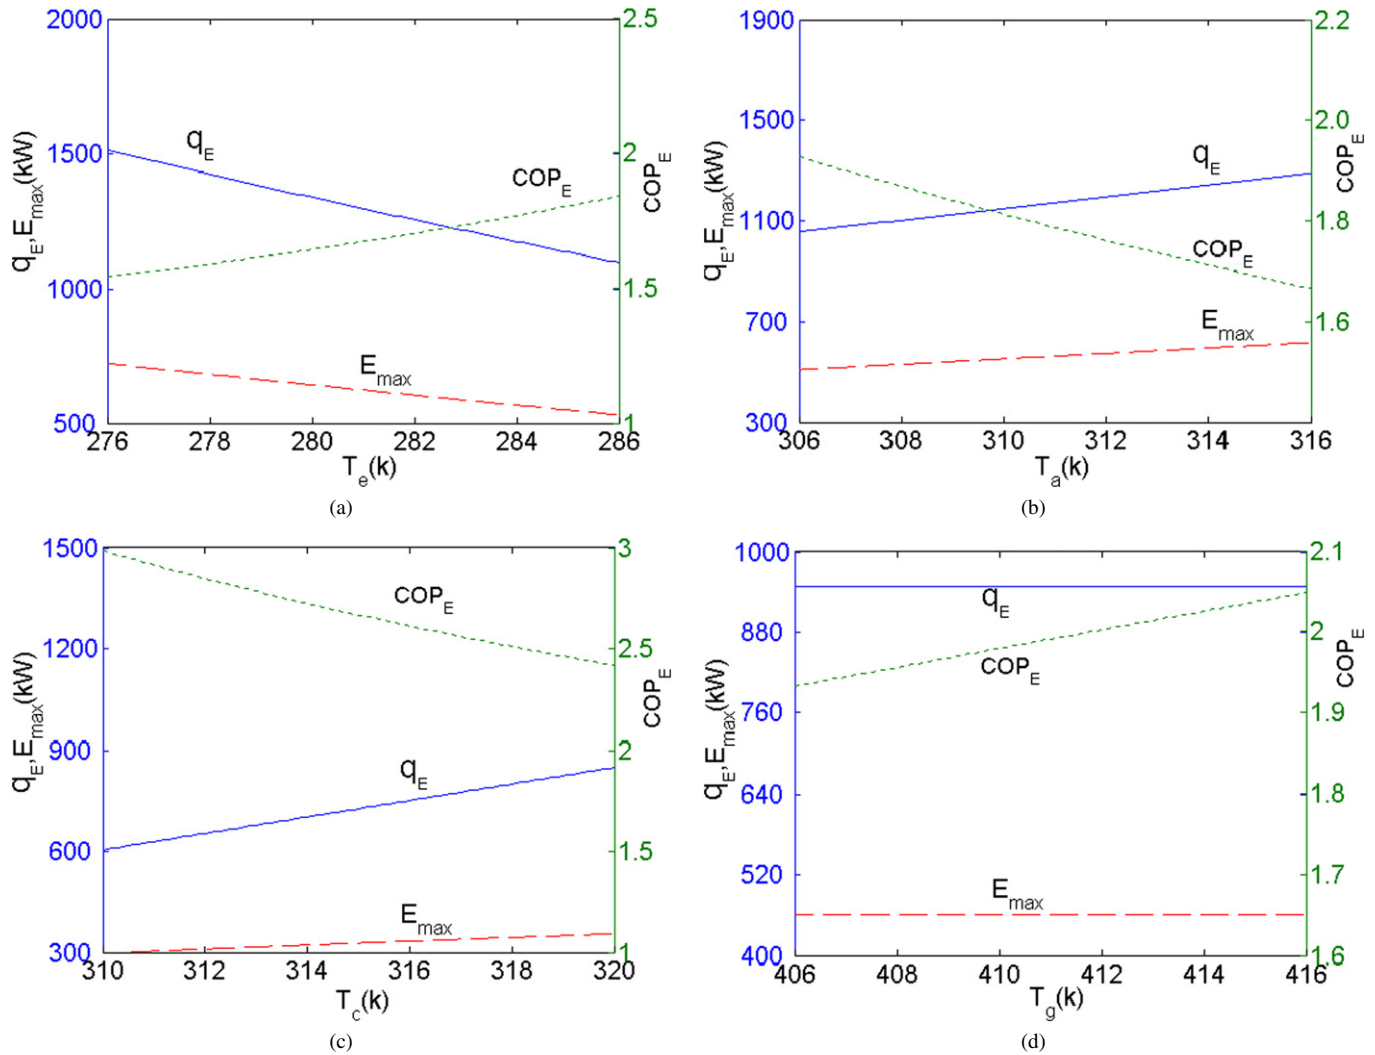 2000
1500
1000
500
q_E, E_max(kW)
2.5
2
1.5
1
COP_E
q_E
COP_E
E_max
276 278 280 282 284 286
T_e(k)
(a)
1900
1500
1100
700
300
q_E, E_max(kW)
2.2
2.0
1.8
1.6
COP_E
q_E
COP_E
E_max
306 308 310 312 314 316
T_a(k)
(b)
1500
1200
900
600
300
q_E, E_max(kW)
3
2.5
2
1.5
1
COP_E
COP_E
q_E
E_max
310 312 314 316 318 320
T_c(k)
(c)
1000
880
760
640
520
400
q_E, E_max(kW)
2.1
2
1.9
1.8
1.7
1.6
COP_E
q_E
COP_E
E_max
406 408 410 412 414 416
T_g(k)
(d)